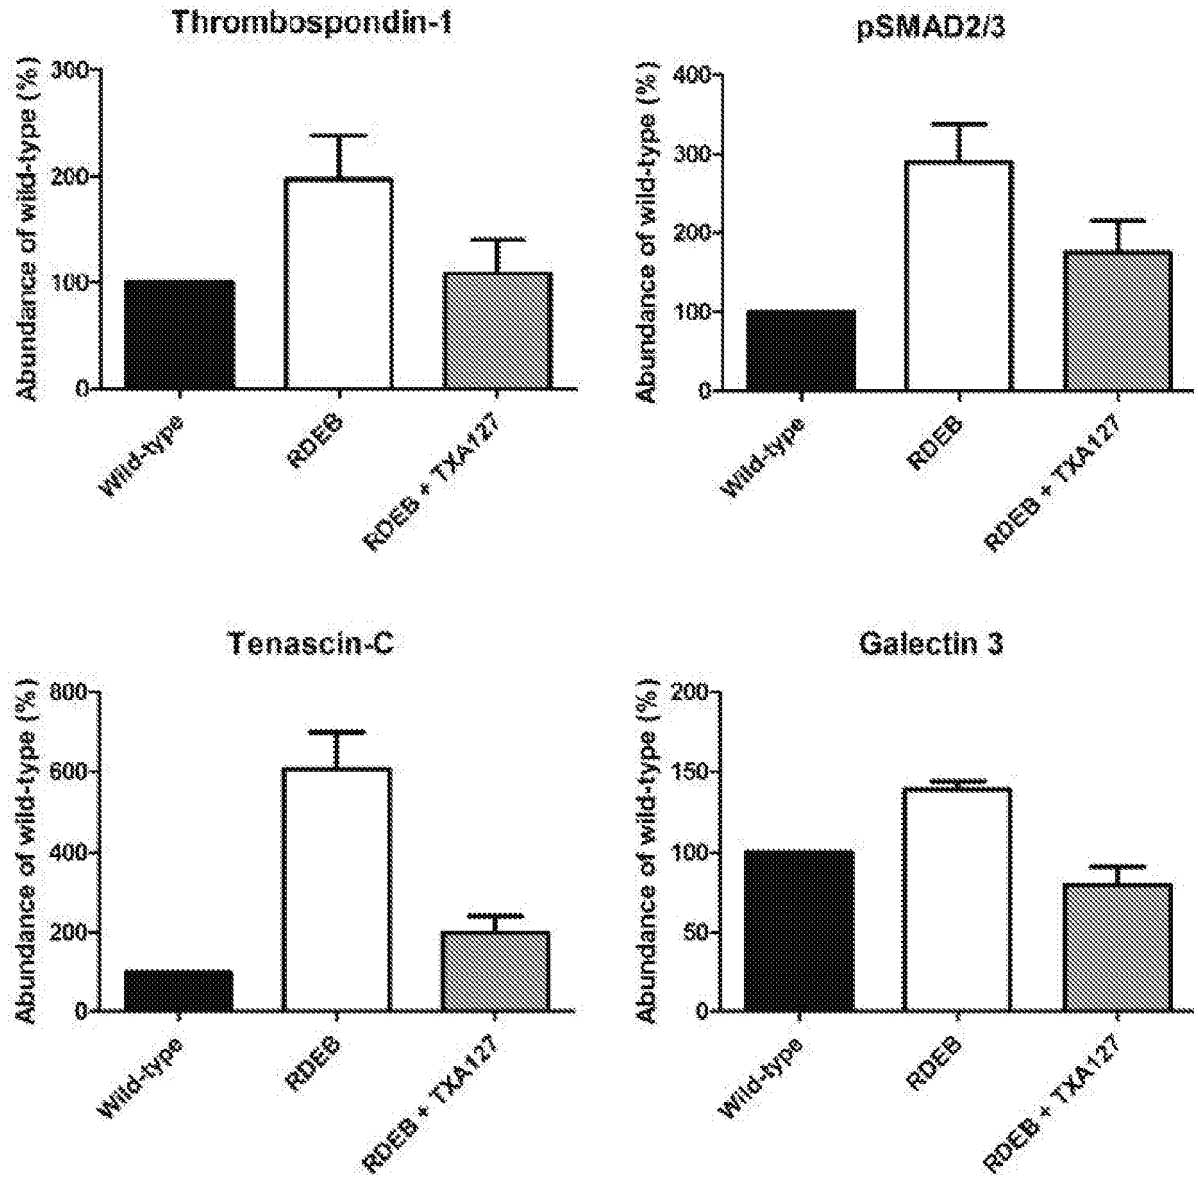 Thrombospondin-1
Abundance of wild-type (%)
300
200
100
0
Wild-type
RDEB
RDEB + TXA127
pSMAD2/3
Abundance of wild-type (%)
400
300
200
100
0
Wild-type
RDEB
RDEB + TXA127
Tenascin-C
Abundance of wild-type (%)
800
600
400
200
0
Wild-type
RDEB
RDEB + TXA127
Galectin 3
Abundance of wild-type (%)
200
150
100
50
0
Wild-type
RDEB
RDEB + TXA127